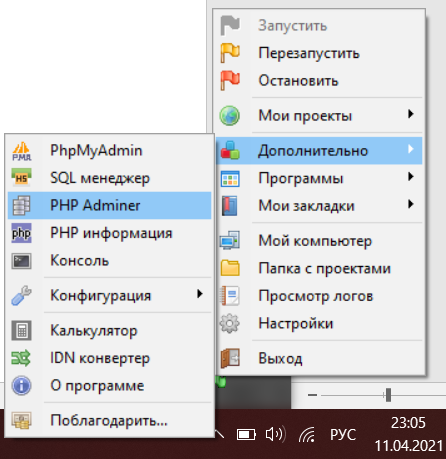 Запустить
Перезапустить
Остановить
Мои проекты
Дополнительно
Программы
Мои закладки
Мой компьютер
Папка с проектами
Просмотр логов
Настройки
Выход
PMA
PhpMyAdmin
HS
SQL менеджер
PHP Adminer
php
PHP информация
Консоль
Конфигурация
Калькулятор
IDN конвертер
О программе
Поблагодарить...
РУС
23:05
11.04.2021